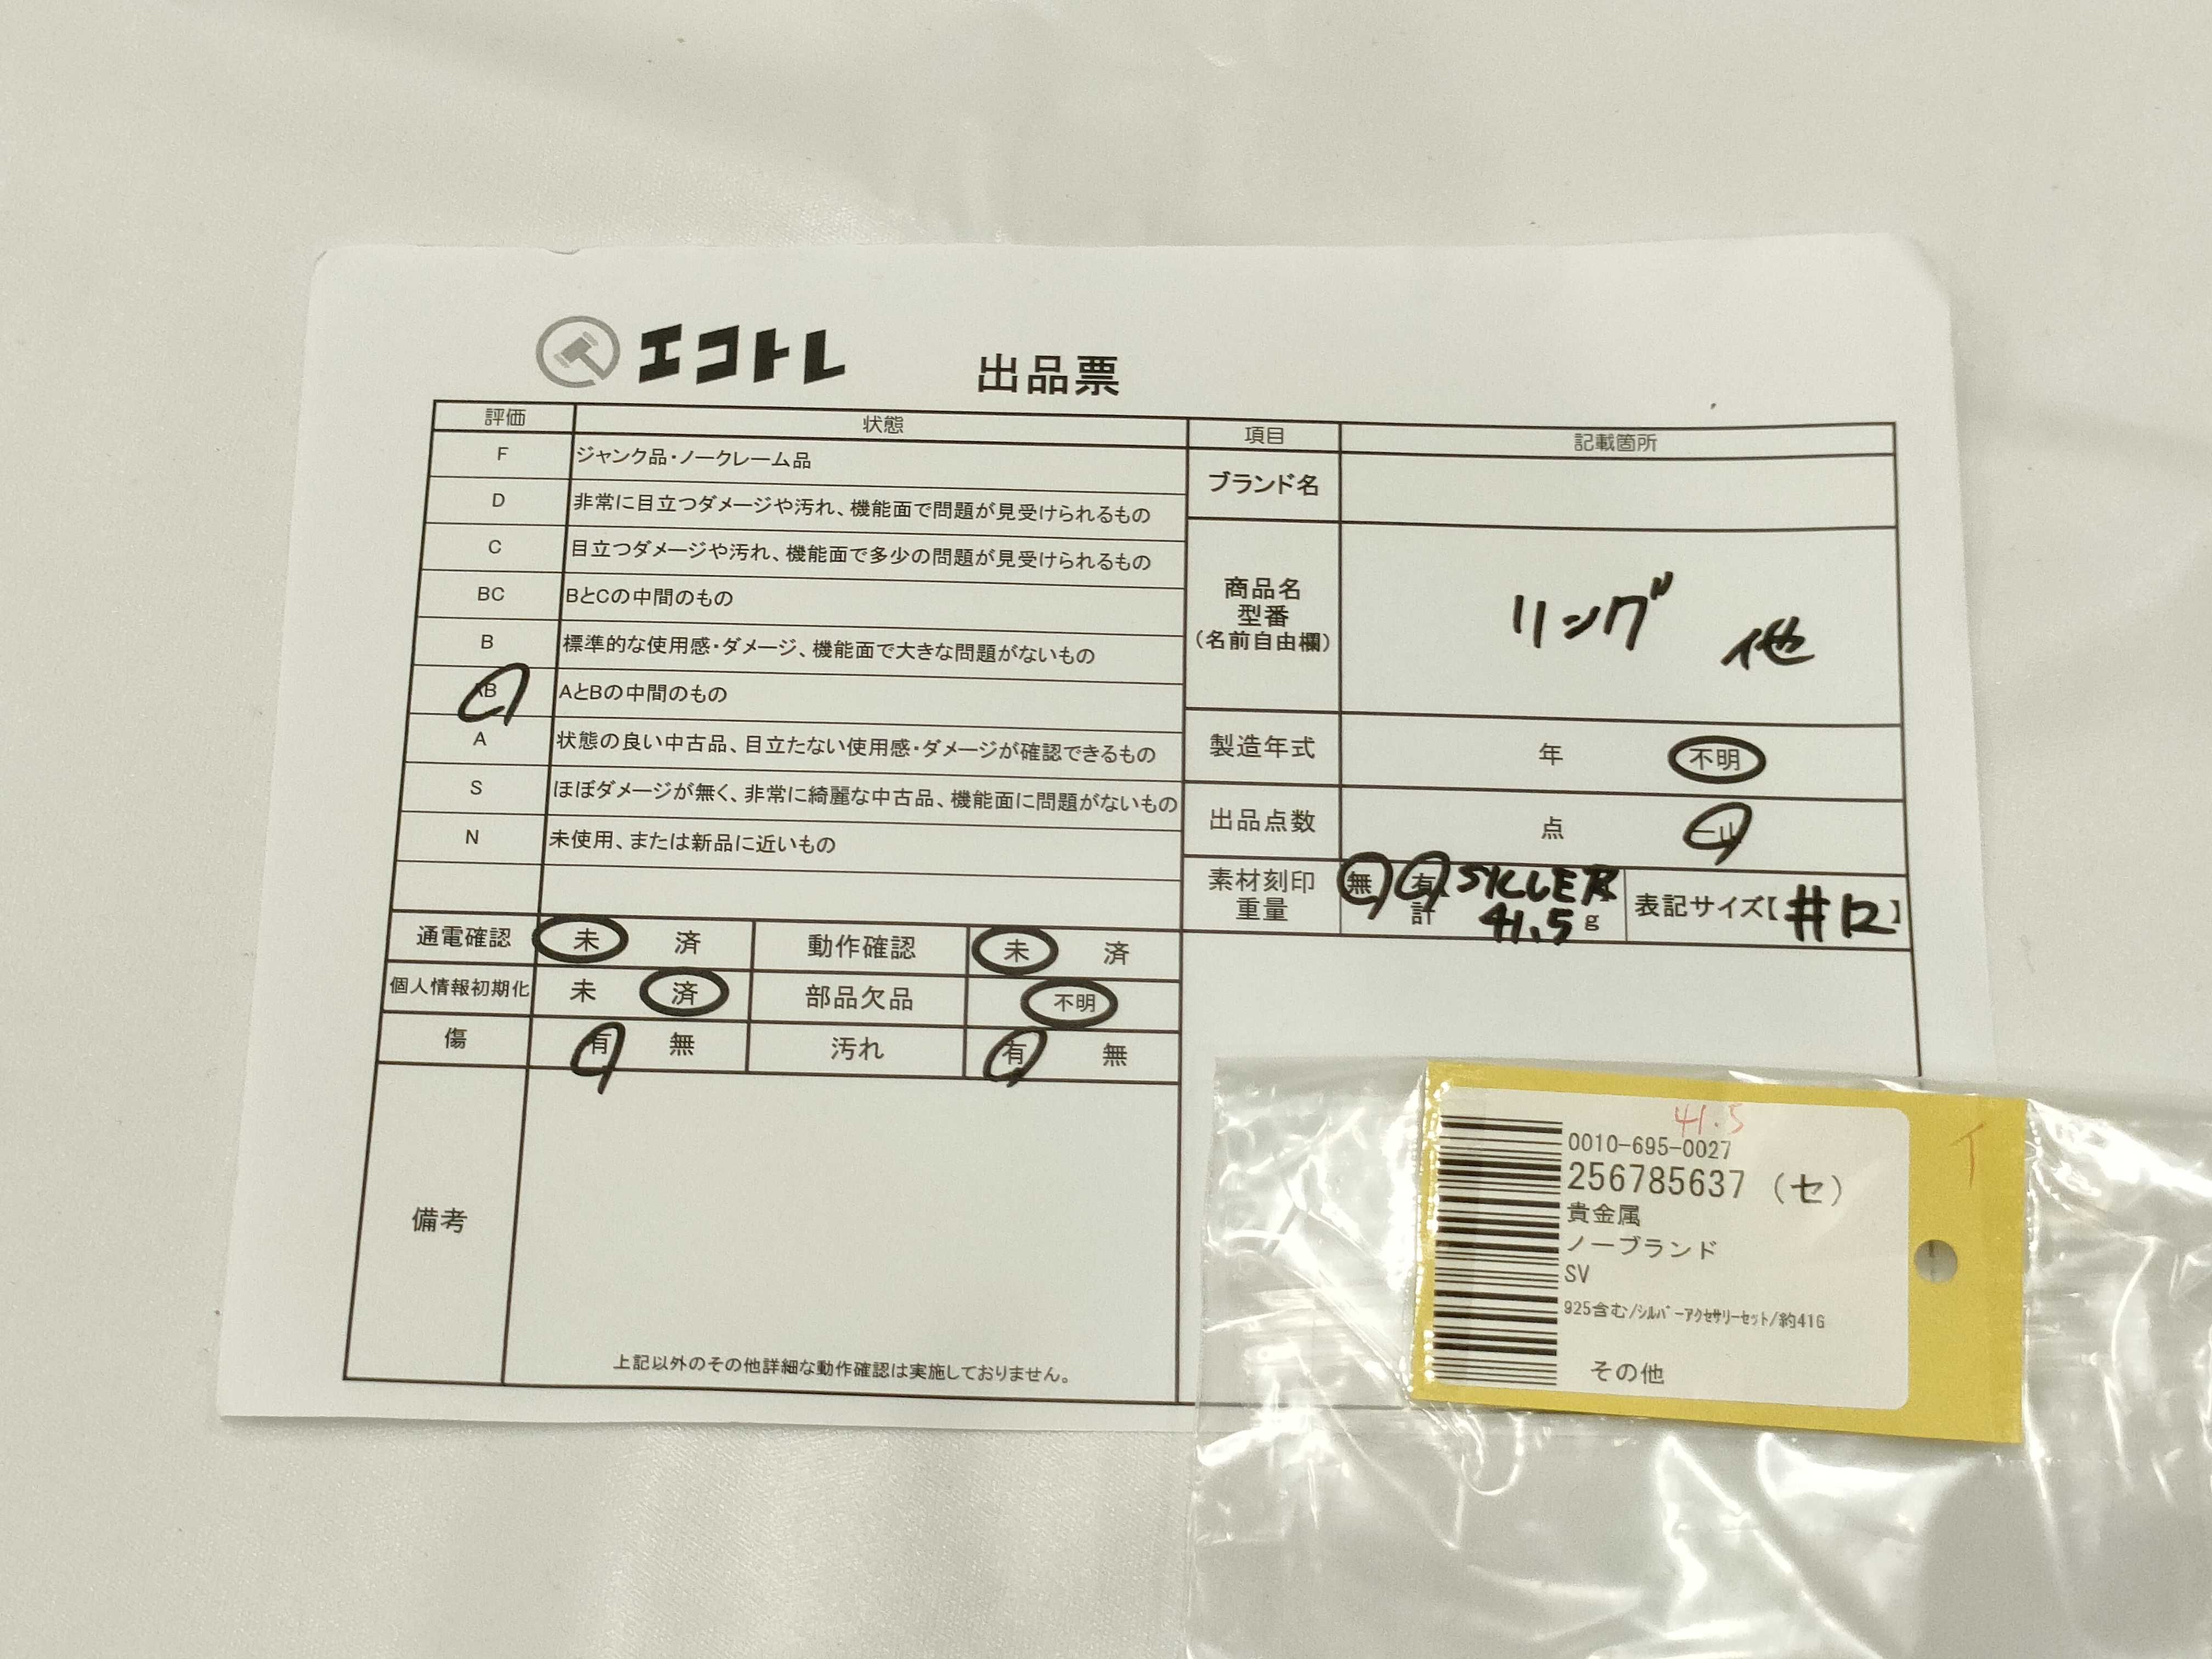 エコトレ 出品票
評価 状態
F ジャンク品・ノークレーム品
D 非常に目立つダメージや汚れ、機能面で問題が見受けられるもの
C 目立つダメージや汚れ、機能面で多少の問題が見受けられるもの
BC BとCの中間のもの
B 標準的な使用感・ダメージ、機能面で大きな問題がないもの
AB AとBの中間のもの
A 状態の良い中古品、目立たない使用感・ダメージが確認できるもの
S ほぼダメージが無く、非常に綺麗な中古品、機能面に問題がないもの
N 未使用、または新品に近いもの
通電確認 未 済 動作確認 未 済
個人情報初期化 未 済 部品欠品 不明
傷 有 無 汚れ 有 無
備考
上記以外のその他詳細な動作確認は実施しておりません。
項目 記載箇所
ブランド名
商品名
型番
(名前自由欄)
リング 他
製造年式 年 不明
出品点数 点 一山
素材刻印 無 有 SILVER
重量 計 41.5 g
表記サイズ【#12】
41.5
イ
0010-695-0027
256785637 (セ)
貴金属
ノーブランド
SV
925含む/シルバーアクセサリーセット/約41G
その他